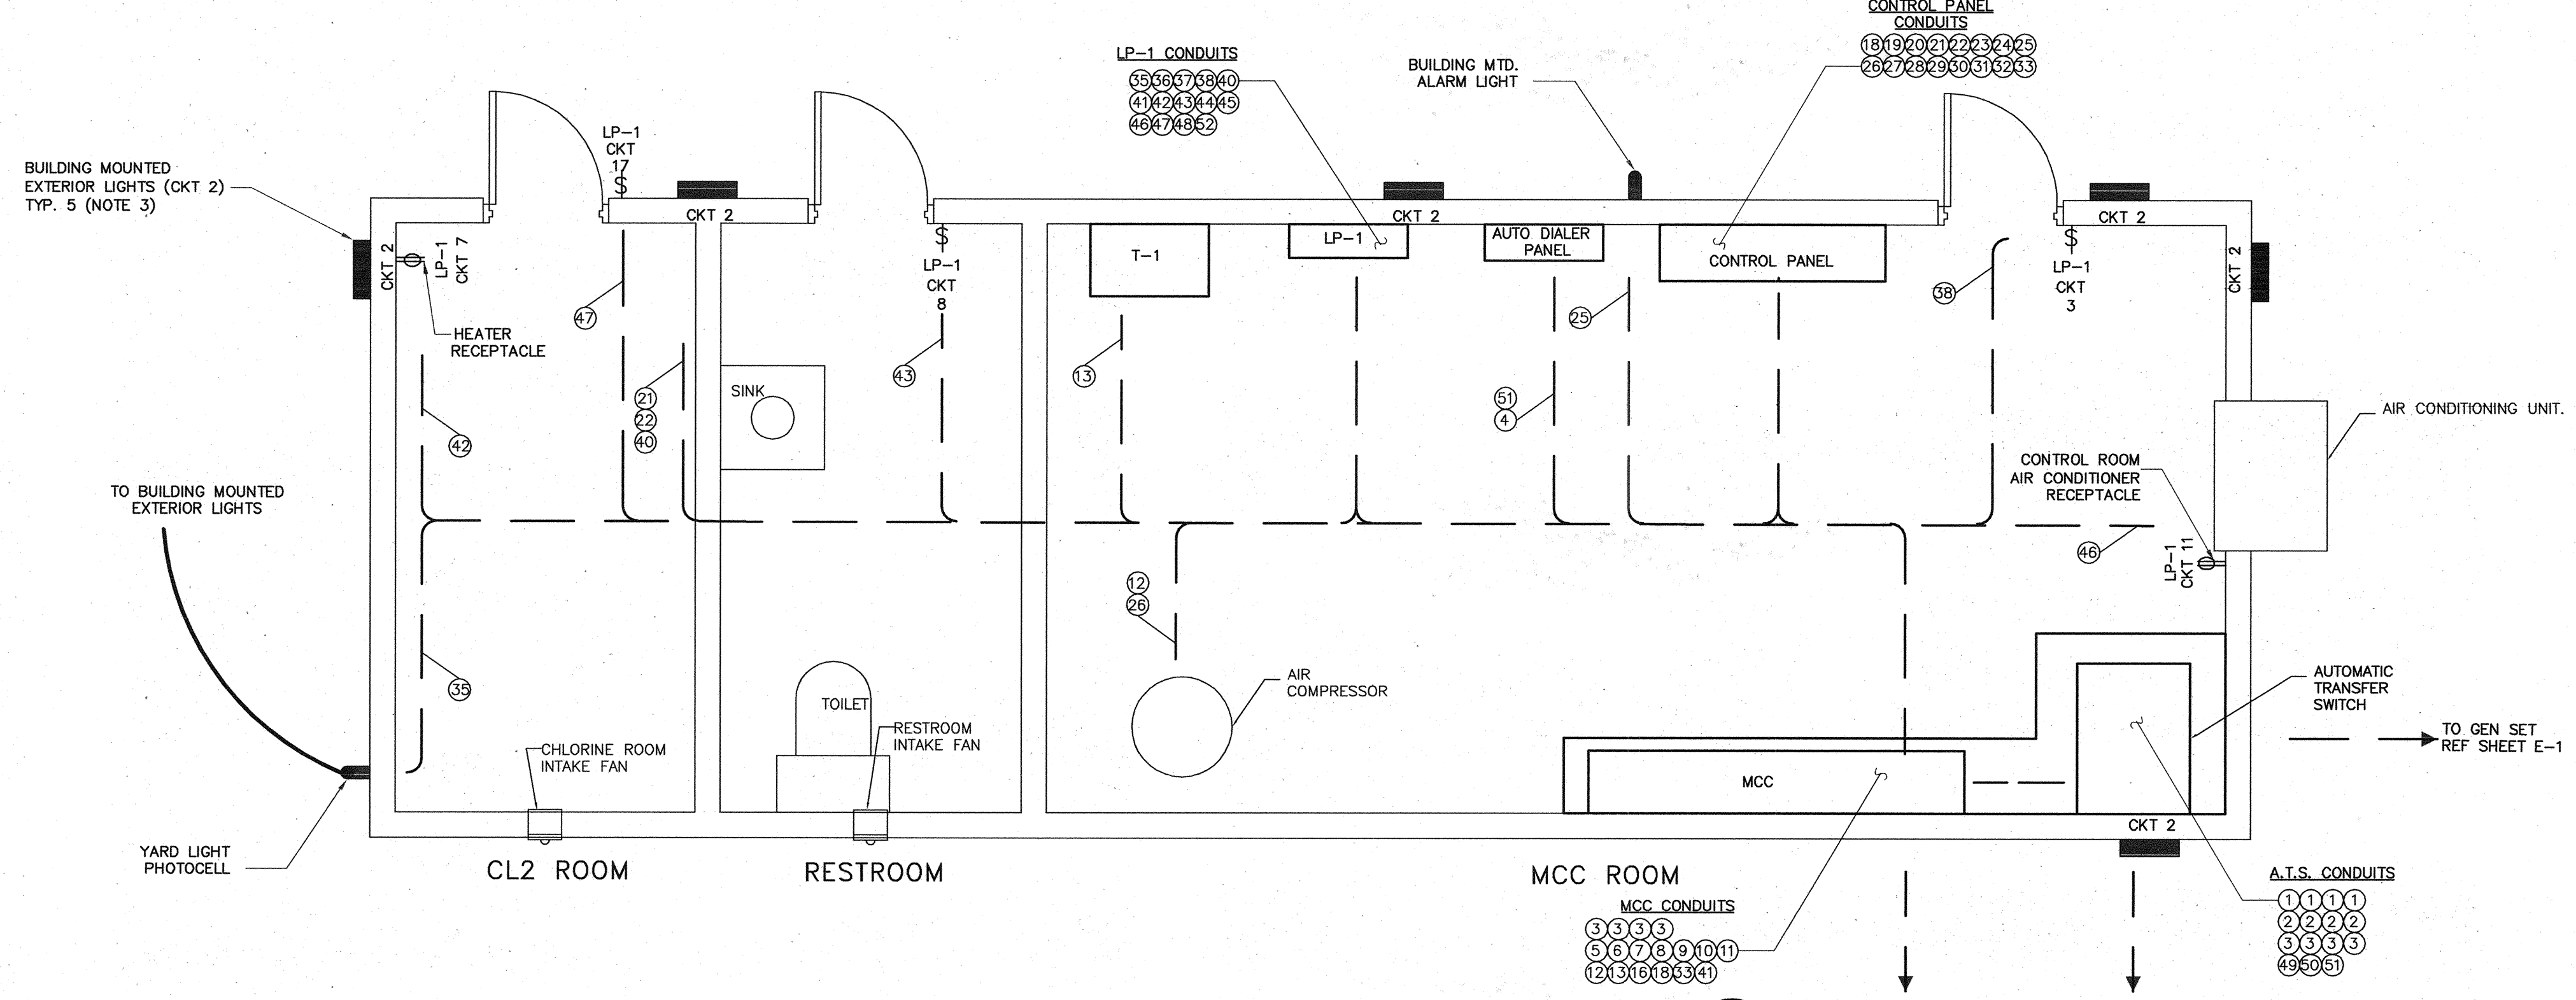 CONTROL PANEL
CONDUITS
18 19 20 21 22 23 24 25
26 27 28 29 30 31 32 33
LP-1 CONDUITS
35 36 37 38 40
41 42 43 44 45
46 47 48 52
BUILDING MTD.
ALARM LIGHT
LP-1
CKT
17
S
BUILDING MOUNTED
EXTERIOR LIGHTS (CKT 2)
TYP. 5 (NOTE 3)
CKT 2
CKT 2
CKT 2
CKT 2
LP-1
CKT 7
HEATER
RECEPTACLE
47
S
LP-1
CKT
8
T-1
LP-1
AUTO DIALER
PANEL
CONTROL PANEL
25
38
S
LP-1
CKT
3
CKT 2
42
21
22
40
SINK
43
13
51
4
AIR CONDITIONING UNIT.
CONTROL ROOM
AIR CONDITIONER
RECEPTACLE
TO BUILDING MOUNTED
EXTERIOR LIGHTS
46
LP-1
CKT 11
12
26
35
TOILET
AIR
COMPRESSOR
AUTOMATIC
TRANSFER
SWITCH
CHLORINE ROOM
INTAKE FAN
RESTROOM
INTAKE FAN
TO GEN SET
REF SHEET E-1
MCC
CKT 2
YARD LIGHT
PHOTOCELL
CL2 ROOM
RESTROOM
MCC ROOM
MCC CONDUITS
3 3 3 3
5 6 7 8 9 10 11
12 13 16 18 33 41
A.T.S. CONDUITS
1 1 1 1
2 2 2 2
3 3 3 3
49 50 51